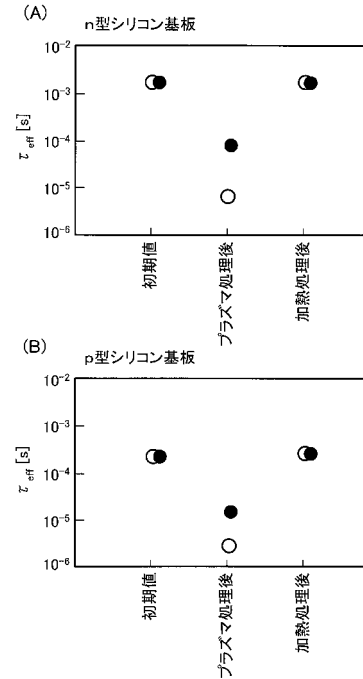 (A)
n型シリコン基板
10⁻²
10⁻³
10⁻⁴
10⁻⁵
10⁻⁶
τeff [s]
初期値
プラズマ処理後
加熱処理後
(B)
p型シリコン基板
10⁻²
10⁻³
10⁻⁴
10⁻⁵
10⁻⁶
τeff [s]
初期値
プラズマ処理後
加熱処理後